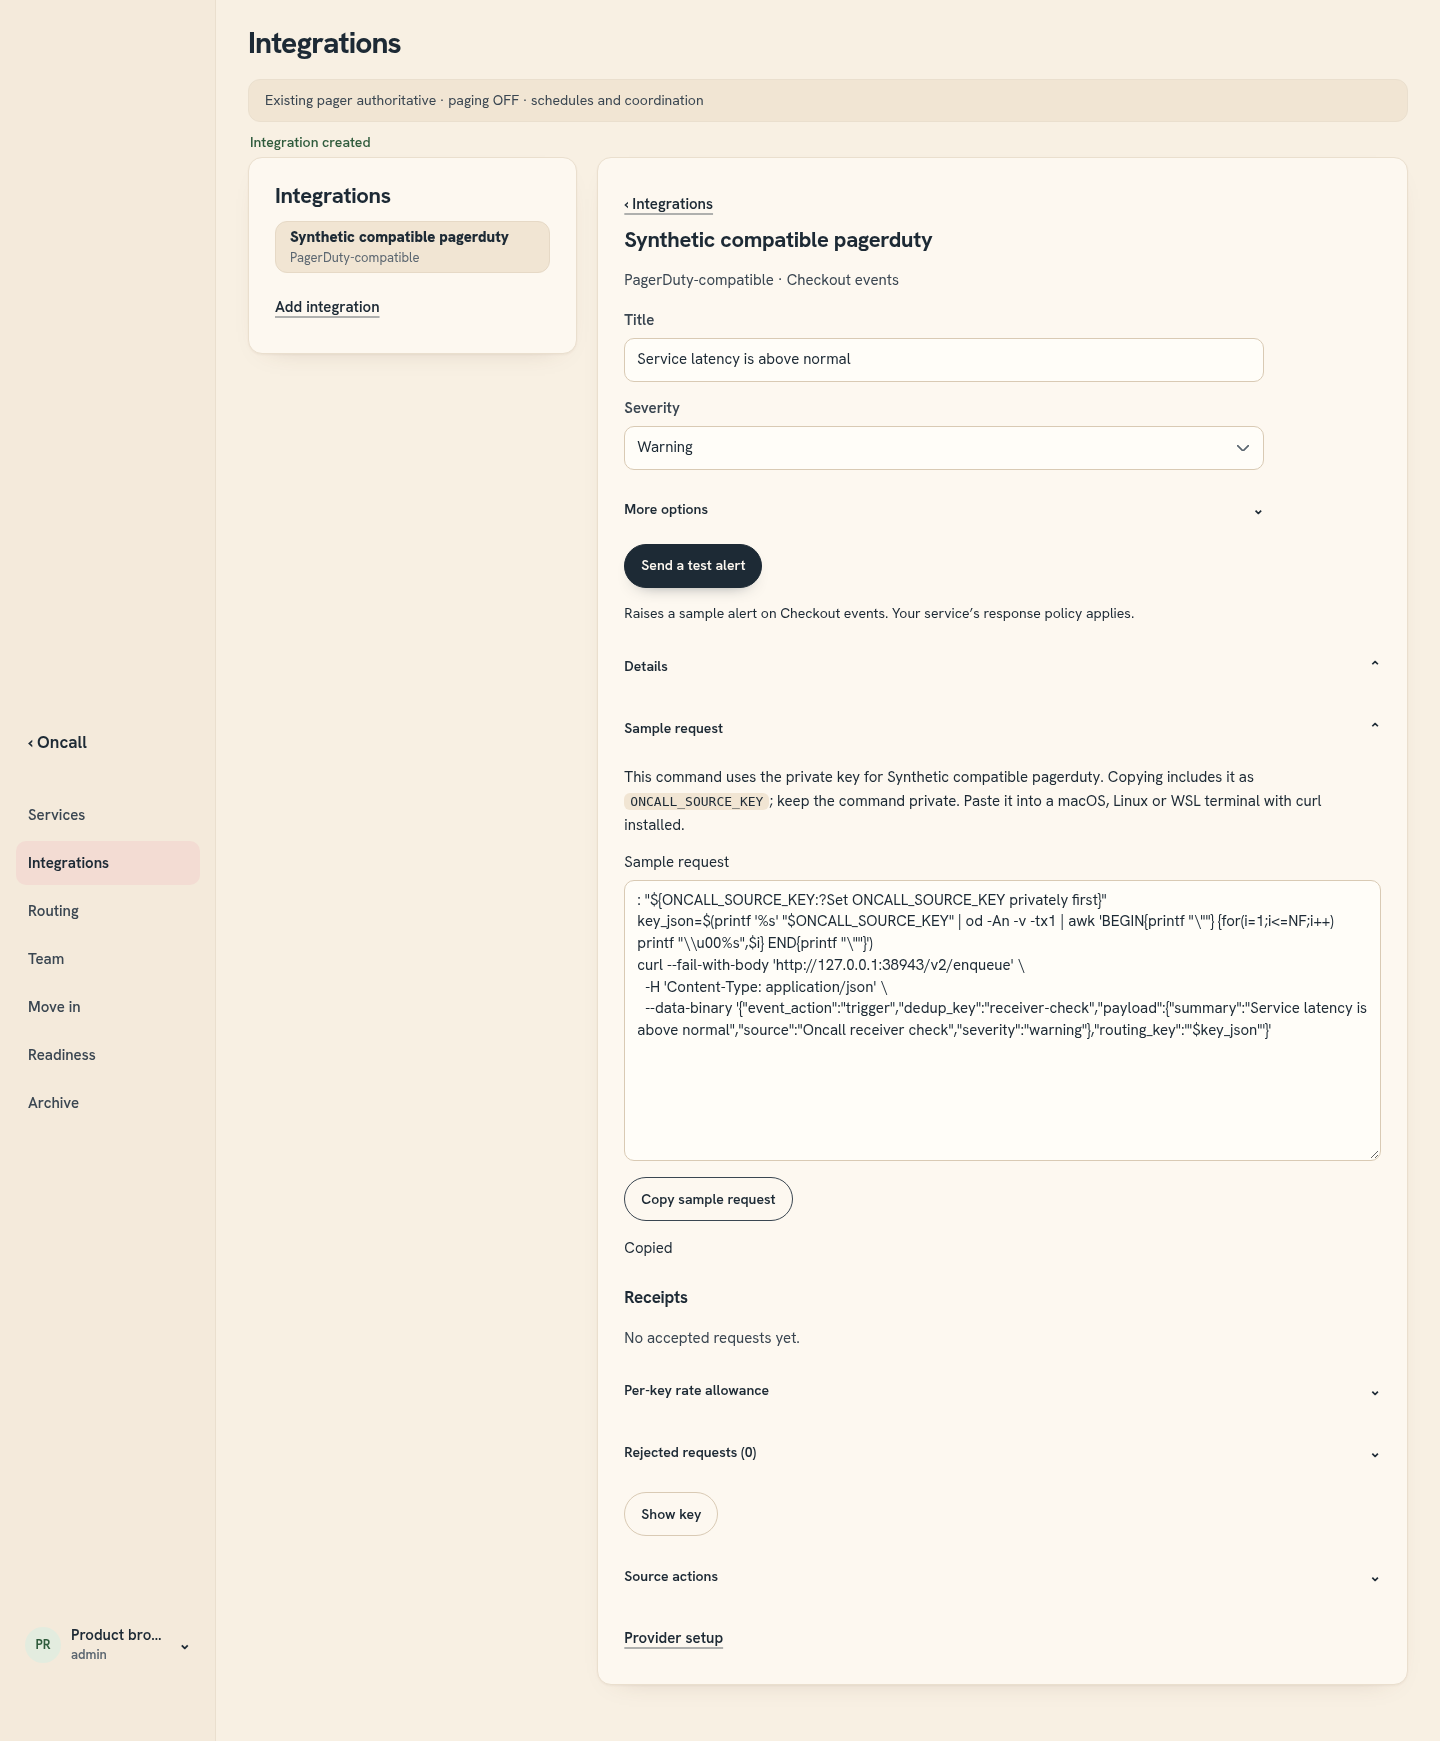 Integrations
Existing pager authoritative · paging OFF · schedules and coordination
Integration created
Integrations
Synthetic compatible pagerduty
PagerDuty-compatible
Add integration
‹ Integrations
Synthetic compatible pagerduty
PagerDuty-compatible · Checkout events
Title
Service latency is above normal
Severity
Warning
More options
Send a test alert
Raises a sample alert on Checkout events. Your service’s response policy applies.
Details
Sample request
This command uses the private key for Synthetic compatible pagerduty. Copying includes it as
ONCALL_SOURCE_KEY; keep the command private. Paste it into a macOS, Linux or WSL terminal with curl
installed.
Sample request
: "${ONCALL_SOURCE_KEY:?Set ONCALL_SOURCE_KEY privately first}"
key_json=$(printf '%s' "$ONCALL_SOURCE_KEY" | od -An -v -tx1 | awk 'BEGIN{printf "\""} {for(i=1;i<=NF;i++)
printf "\\u00%s",$i} END{printf "\""}')
curl --fail-with-body 'http://127.0.0.1:38943/v2/enqueue' \
-H 'Content-Type: application/json' \
--data-binary '{"event_action":"trigger","dedup_key":"receiver-check","payload":{"summary":"Service latency is
above normal","source":"Oncall receiver check","severity":"warning"},"routing_key":'"$key_json"'}'
Copy sample request
Copied
Receipts
No accepted requests yet.
Per-key rate allowance
Rejected requests (0)
Show key
Source actions
Provider setup
‹ Oncall
Services
Integrations
Routing
Team
Move in
Readiness
Archive
PR
Product bro...
admin